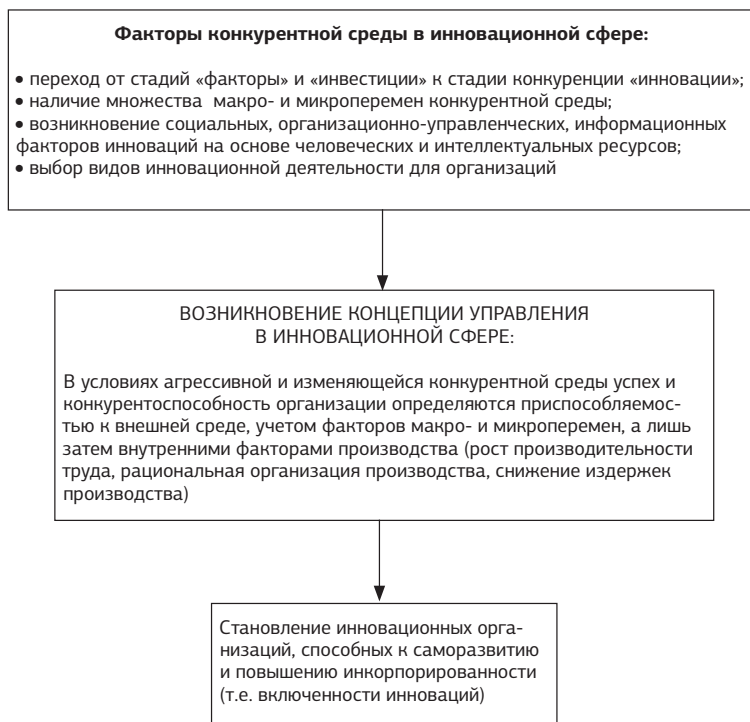 Факторы конкурентной среды в инновационной сфере:
• переход от стадий «факторы» и «инвестиции» к стадии конкуренции «инновации»;
• наличие множества макро- и микроперемен конкурентной среды;
• возникновение социальных, организационно-управленческих, информационных
факторов инноваций на основе человеческих и интеллектуальных ресурсов;
• выбор видов инновационной деятельности для организаций
ВОЗНИКНОВЕНИЕ КОНЦЕПЦИИ УПРАВЛЕНИЯ
В ИННОВАЦИОННОЙ СФЕРЕ:
В условиях агрессивной и изменяющейся конкурентной среды успех и
конкурентоспособность организации определяются приспособляемос-
тью к внешней среде, учетом факторов макро- и микроперемен, а лишь
затем внутренними факторами производства (рост производительности
труда, рациональная организация производства, снижение издержек
производства)
Становление инновационных орга-
низаций, способных к саморазвитию
и повышению инкорпорированности
(т.е. включенности инноваций)